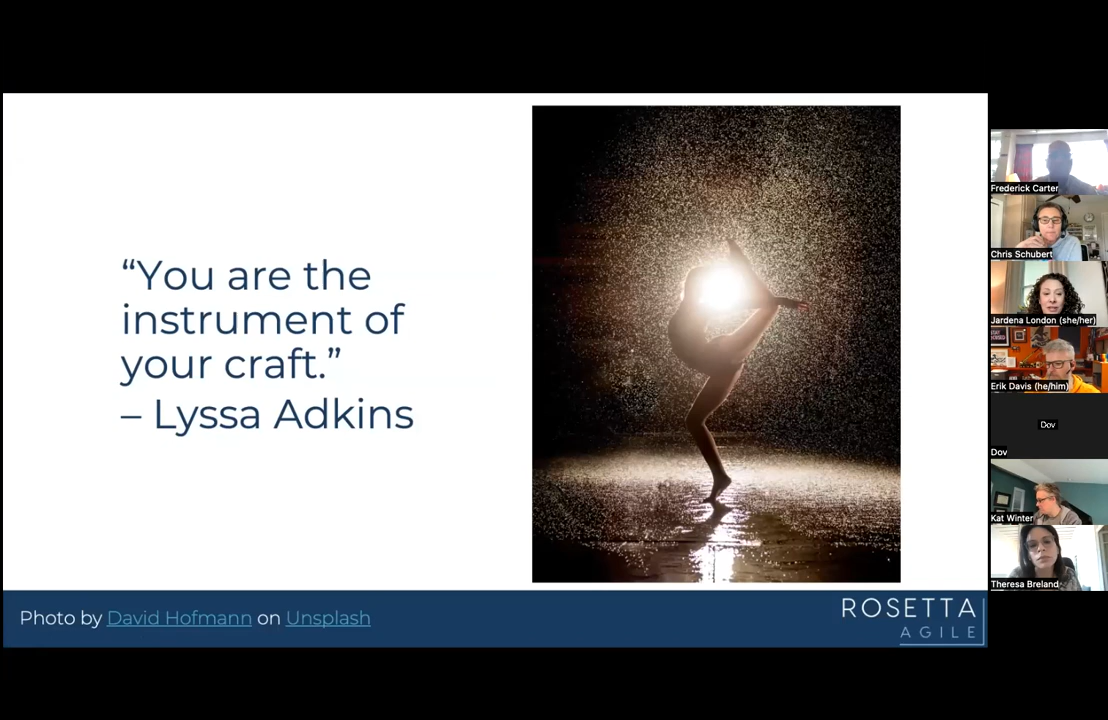 “You are the
instrument of
your craft.”
– Lyssa Adkins
Photo by David Hofmann on Unsplash
ROSETTA
AGILE
Frederick Carter
Chris Schubert
Jardena London (she/her)
Erik Davis (he/him)
Dov
Dov
Kat Winter
Theresa Breland